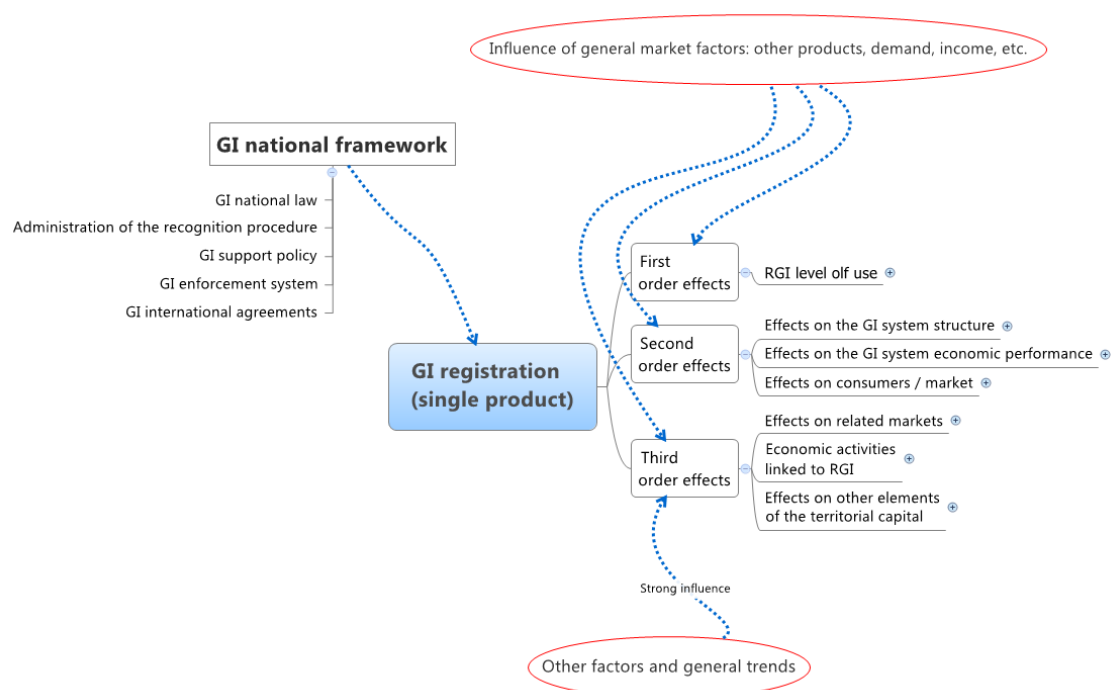 Influence of general market factors: other products, demand, income, etc.
GI national framework
GI national law
Administration of the recognition procedure
GI support policy
GI enforcement system
GI international agreements
GI registration
(single product)
First
order effects
RGI level olf use
Second
order effects
Effects on the GI system structure
Effects on the GI system economic performance
Effects on consumers / market
Third
order effects
Effects on related markets
Economic activities
linked to RGI
Effects on other elements
of the territorial capital
Strong influence
Other factors and general trends